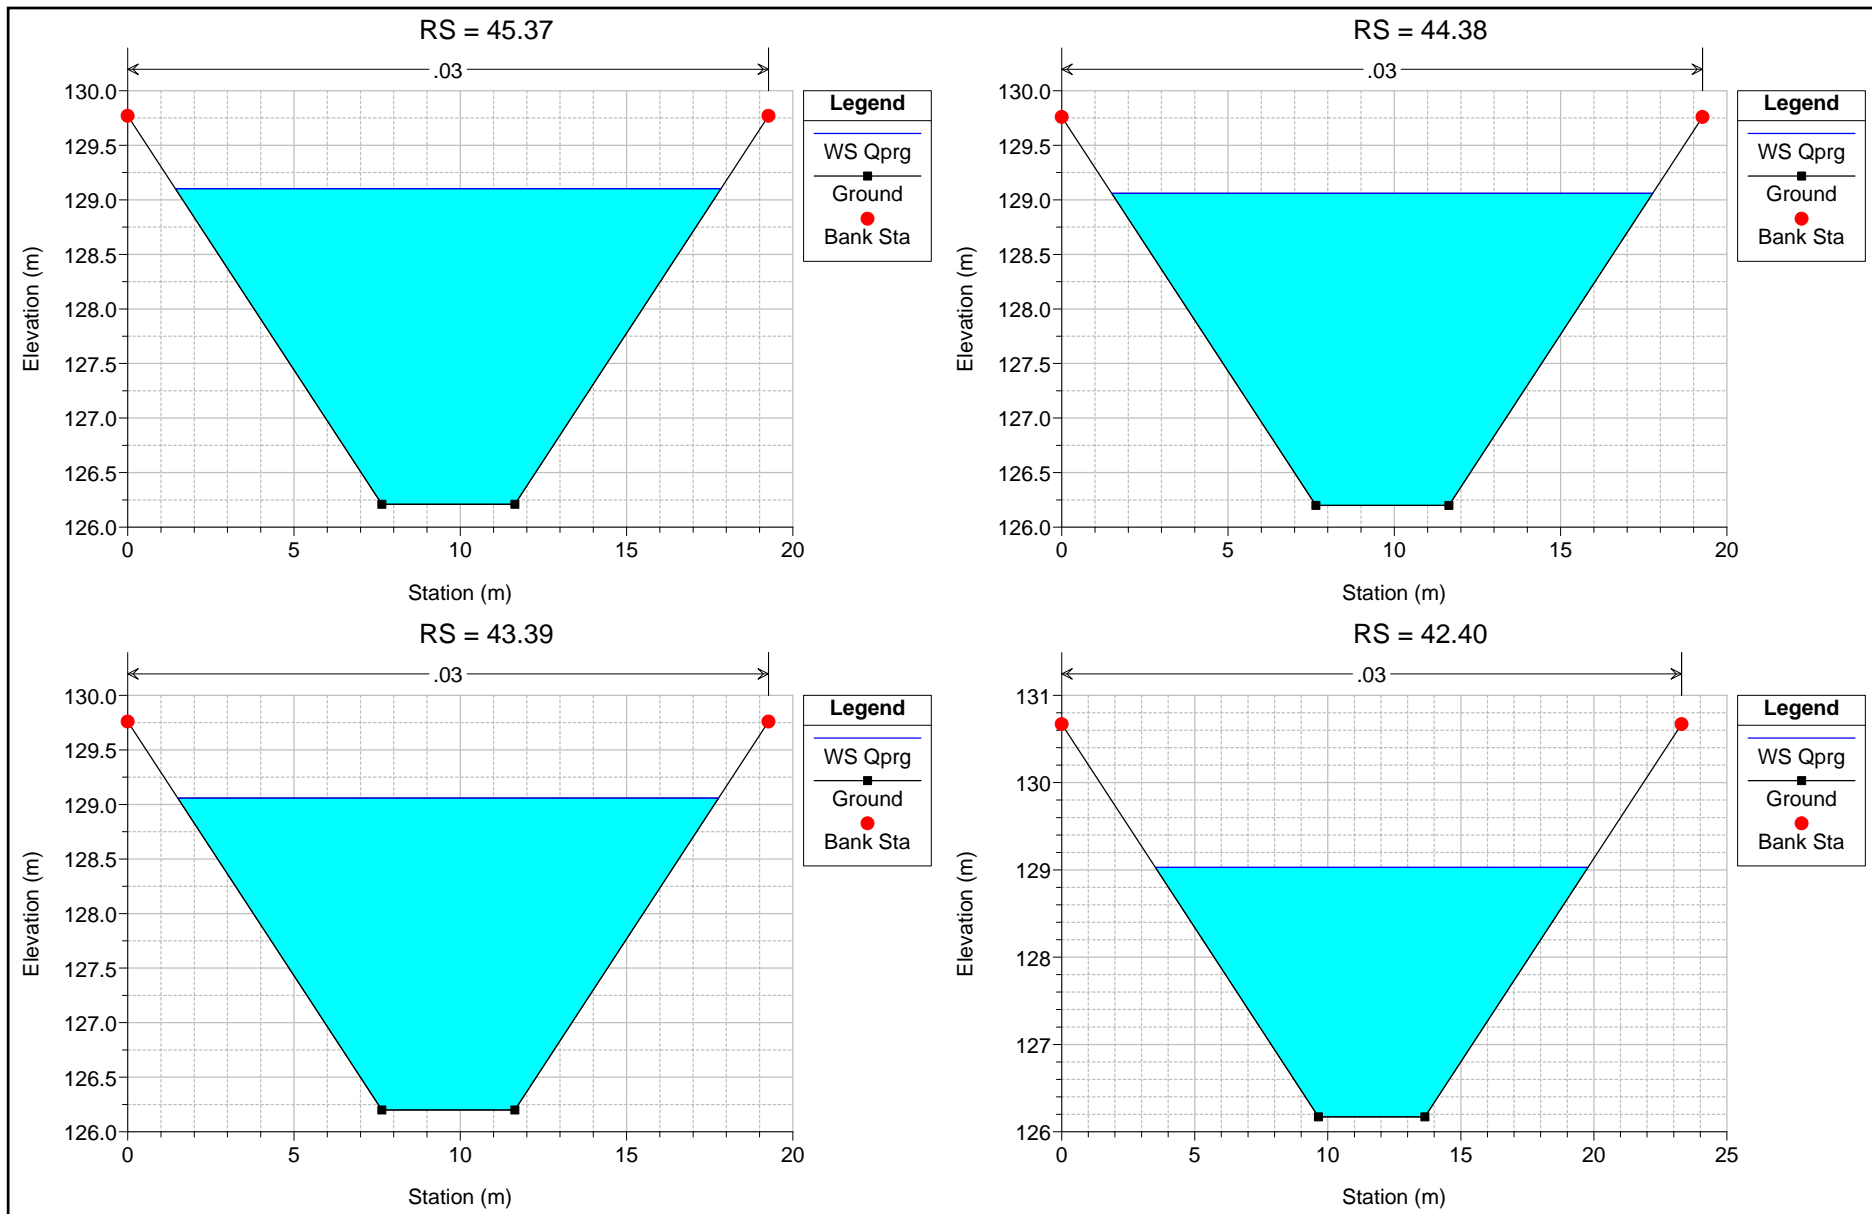 RS = 45.37
.03
130.0
129.5
129.0
128.5
128.0
127.5
127.0
126.5
126.0
0 5 10 15 20
Elevation (m)
Station (m)
Legend
WS Qprg
Ground
Bank Sta
RS = 44.38
.03
130.0
129.5
129.0
128.5
128.0
127.5
127.0
126.5
126.0
0 5 10 15 20
Elevation (m)
Station (m)
Legend
WS Qprg
Ground
Bank Sta
RS = 43.39
.03
130.0
129.5
129.0
128.5
128.0
127.5
127.0
126.5
126.0
0 5 10 15 20
Elevation (m)
Station (m)
Legend
WS Qprg
Ground
Bank Sta
RS = 42.40
.03
131
130
129
128
127
126
0 5 10 15 20 25
Elevation (m)
Station (m)
Legend
WS Qprg
Ground
Bank Sta